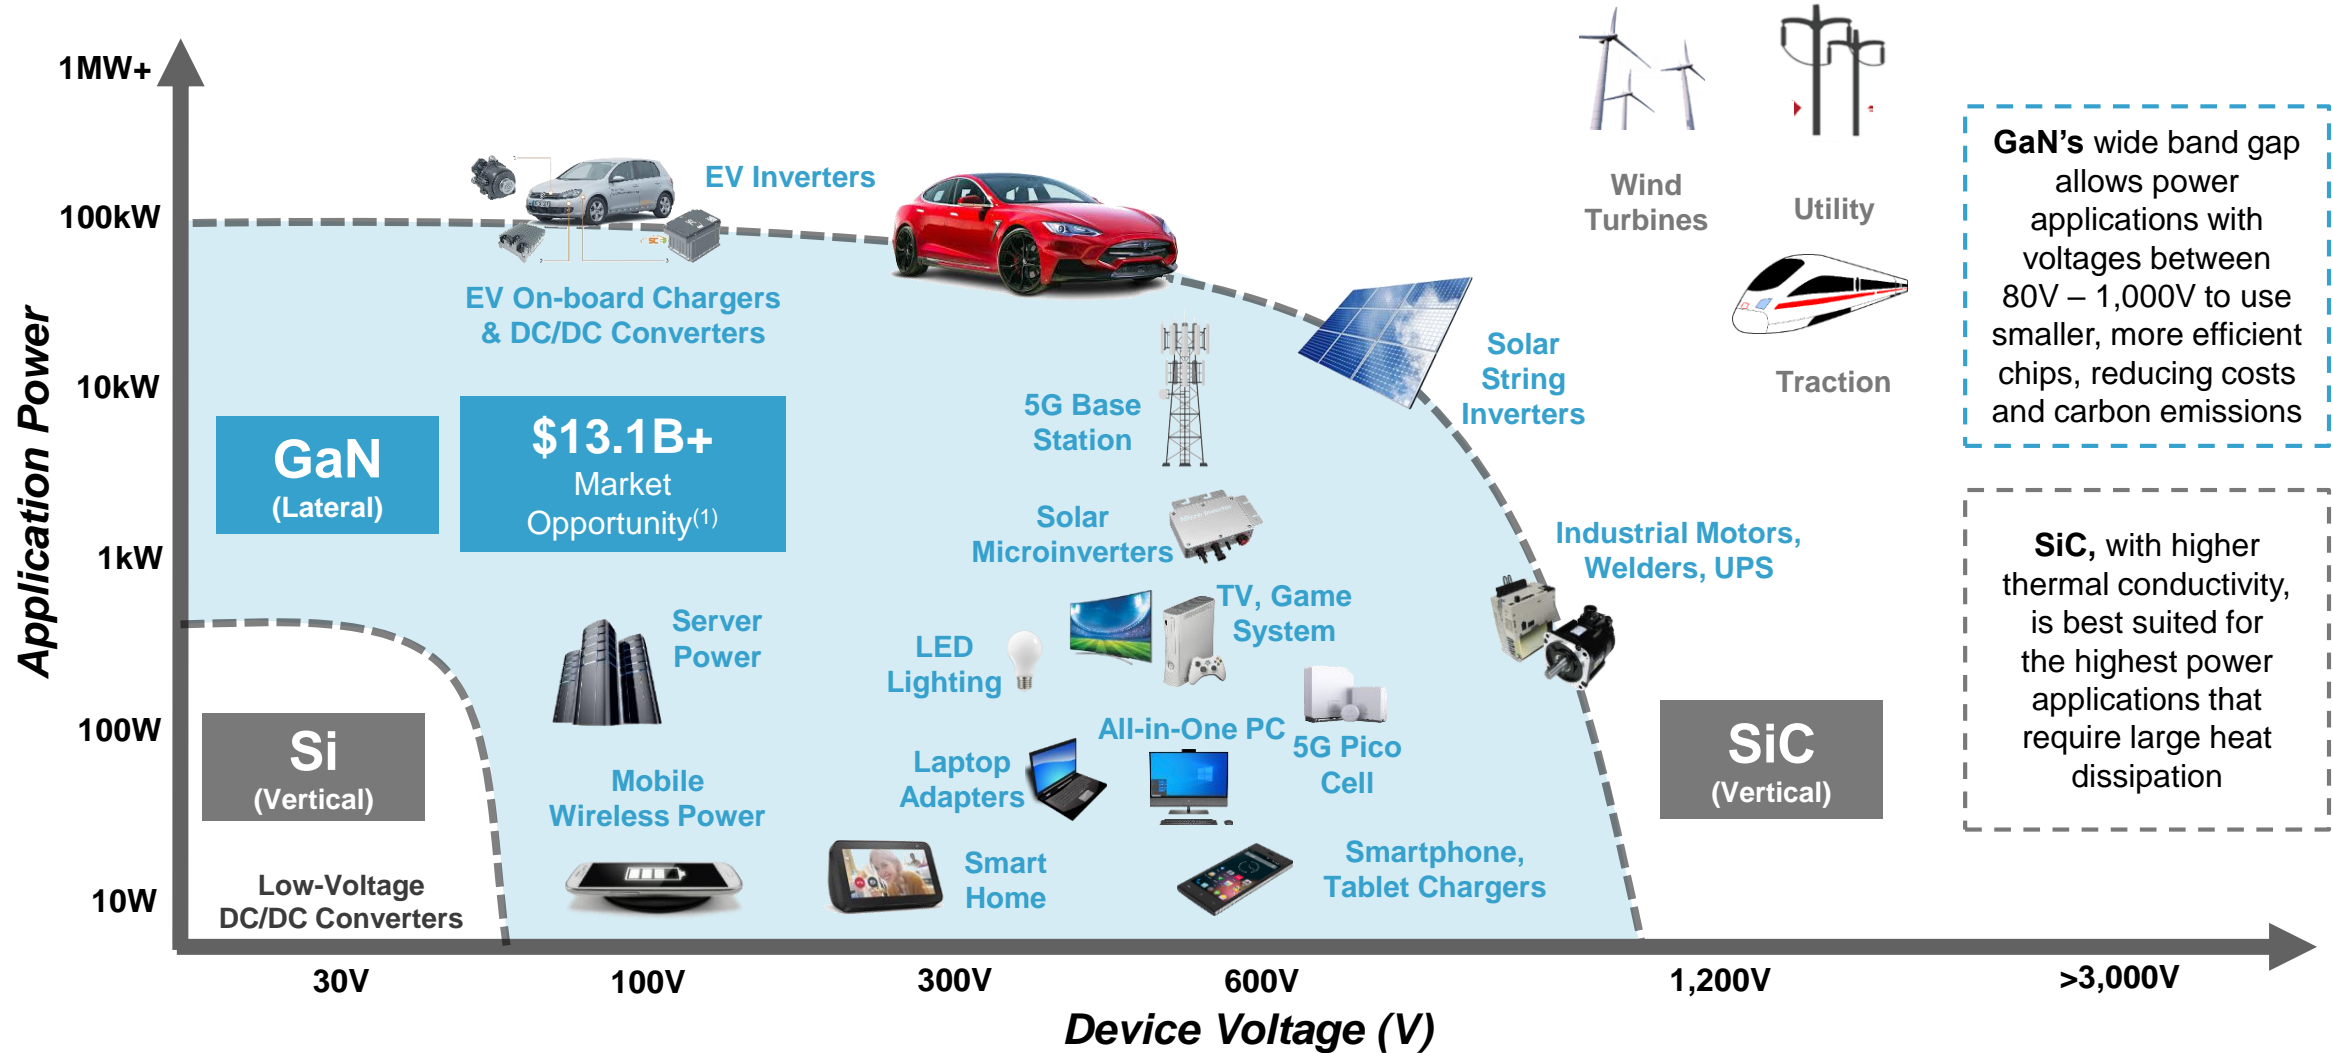 1MW+
100kW
10kW
1kW
100W
10W
Application Power
EV Inverters
EV On-board Chargers
& DC/DC Converters
GaN
(Lateral)
$13.1B+
Market
Opportunity(1)
Si
(Vertical)
Low-Voltage
DC/DC Converters
Server
Power
Mobile
Wireless Power
5G Base
Station
Solar
Microinverters
Micro Inverter
TV, Game
System
LED
Lighting
All-in-One PC
5G Pico
Cell
Laptop
Adapters
Smart
Home
Smartphone,
Tablet Chargers
Solar
String
Inverters
Industrial Motors,
Welders, UPS
Wind
Turbines
Utility
Traction
SiC
(Vertical)
GaN's wide band gap
allows power
applications with
voltages between
80V – 1,000V to use
smaller, more efficient
chips, reducing costs
and carbon emissions
SiC, with higher
thermal conductivity,
is best suited for
the highest power
applications that
require large heat
dissipation
30V
100V
300V
600V
1,200V
>3,000V
Device Voltage (V)